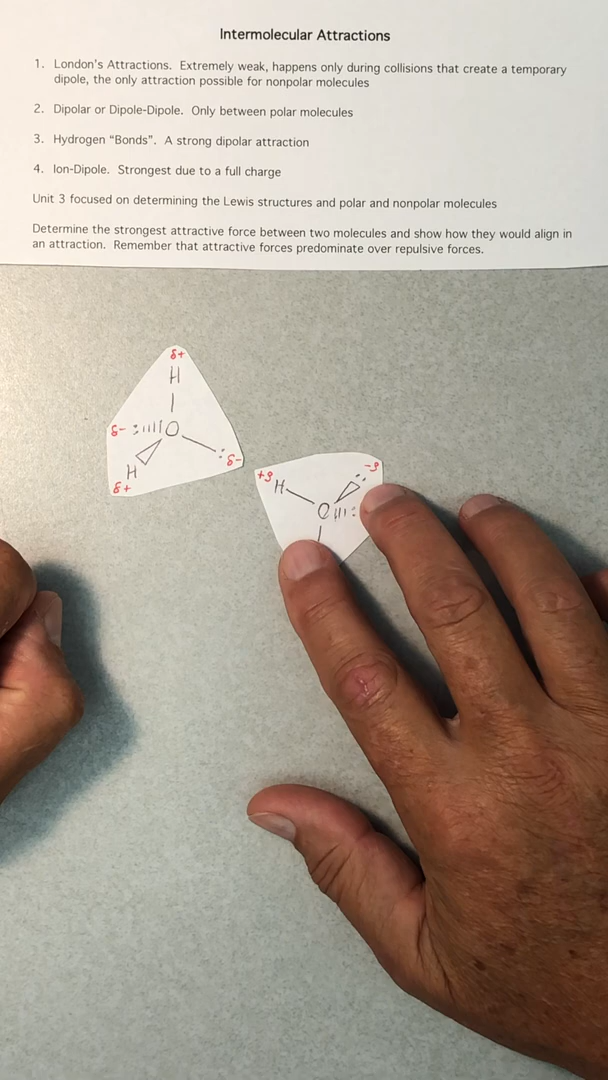 Intermolecular Attractions
1. London's Attractions. Extremely weak, happens only during collisions that create a temporary
dipole, the only attraction possible for nonpolar molecules
2. Dipolar or Dipole-Dipole. Only between polar molecules
3. Hydrogen "Bonds". A strong dipolar attraction
4. Ion-Dipole. Strongest due to a full charge
Unit 3 focused on determining the Lewis structures and polar and nonpolar molecules
Determine the strongest attractive force between two molecules and show how they would align in
an attraction. Remember that attractive forces predominate over repulsive forces.
δ+
H
δ- : O
: δ-
H
δ+
δ+ H
δ-
:
O :